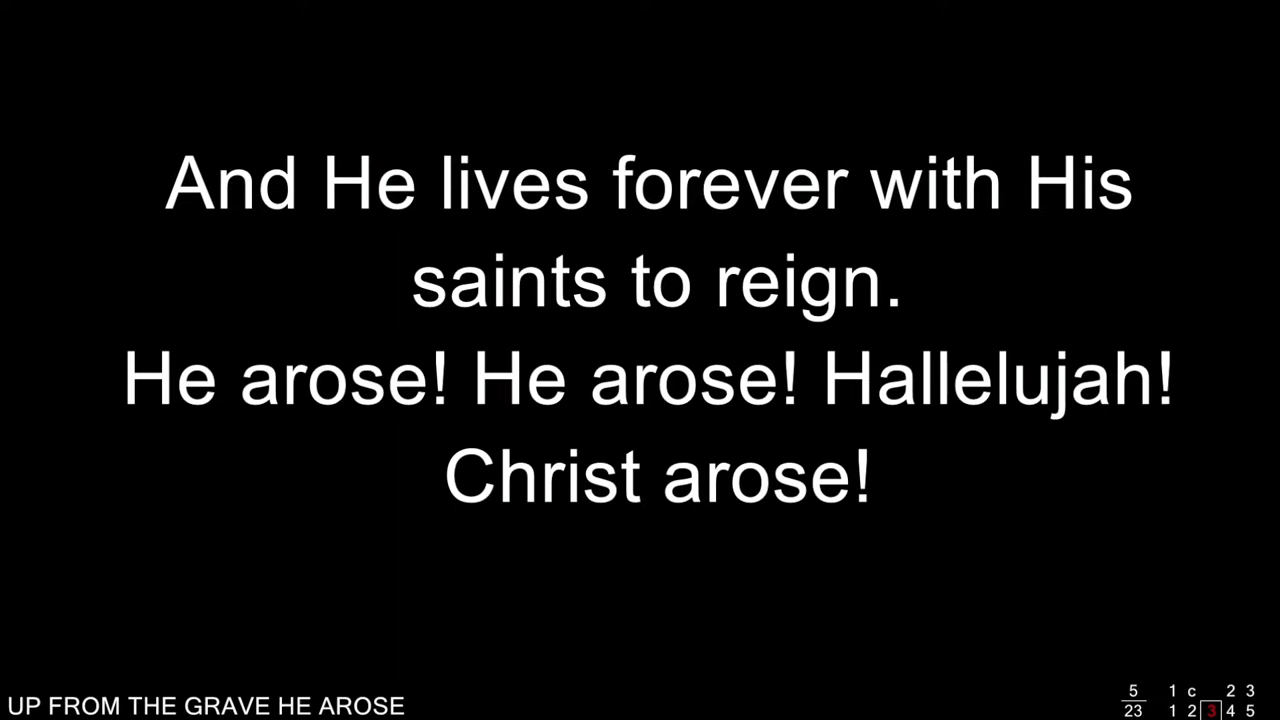 And He lives forever with His
saints to reign.
He arose! He arose! Hallelujah!
Christ arose!
UP FROM THE GRAVE HE AROSE
5 1 c 2 3
23 1 2 3 4 5